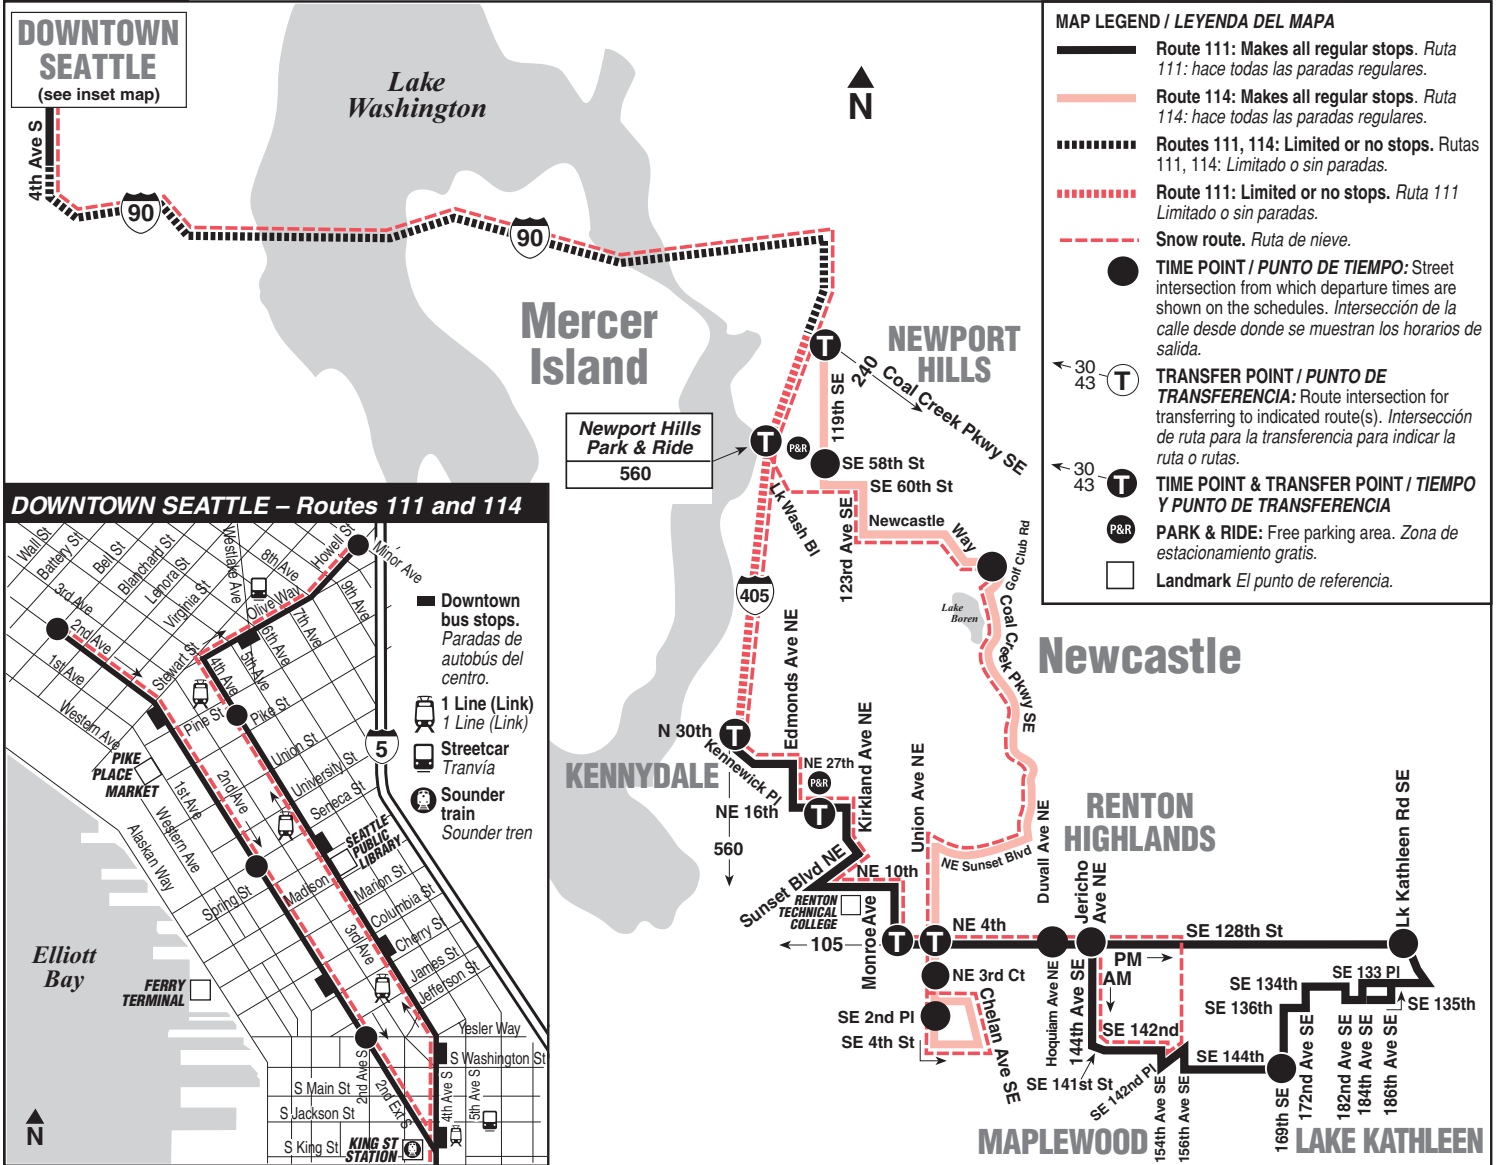 DOWNTOWN
SEATTLE
(see inset map)
4th Ave S
90
Lake
Washington
90
N
Mercer
Island
NEWPORT
HILLS
240
Coal Creek Pkwy SE
T
119th SE
Newport Hills
Park & Ride
560
T
P&R
SE 58th St
SE 60th St
Lk Wash Bl
123rd Ave SE
Newcastle Way
Golf Club Rd
405
Lake
Boren
Coal Creek Pkwy SE
Newcastle
Edmonds Ave NE
N 30th
T
Kennewick Pl
KENNYDALE
NE 27th
P&R
Kirkland Ave NE
NE 16th
T
560
Union Ave NE
Sunset Blvd NE
NE 10th
NE Sunset Blvd
Duvall Ave NE
RENTON
HIGHLANDS
RENTON
TECHNICAL
COLLEGE
Monroe Ave
105
T
T
NE 4th
Jericho
Ave NE
SE 128th St
Lk Kathleen Rd SE
PM
AM
NE 3rd Ct
Hoquiam Ave NE
144th Ave SE
SE 2nd Pl
SE 4th St
Chelan Ave SE
SE 142nd
SE 141st St
SE 142nd Pl
SE 144th
154th Ave SE
156th Ave SE
SE 133 Pl
SE 134th
SE 135th
SE 136th
169th SE
172nd Ave SE
182nd Ave SE
184th Ave SE
186th Ave SE
MAPLEWOOD
LAKE KATHLEEN
MAP LEGEND / LEYENDA DEL MAPA
Route 111: Makes all regular stops. Ruta
111: hace todas las paradas regulares.
Route 114: Makes all regular stops. Ruta
114: hace todas las paradas regulares.
Routes 111, 114: Limited or no stops. Rutas
111, 114: Limitado o sin paradas.
Route 111: Limited or no stops. Ruta 111
Limitado o sin paradas.
Snow route. Ruta de nieve.
TIME POINT / PUNTO DE TIEMPO: Street
intersection from which departure times are
shown on the schedules. Intersección de la
calle desde donde se muestran los horarios de
salida.
30
43
T
TRANSFER POINT / PUNTO DE
TRANSFERENCIA: Route intersection for
transferring to indicated route(s). Intersección
de ruta para la transferencia para indicar la
ruta o rutas.
30
43
T
TIME POINT & TRANSFER POINT / TIEMPO
Y PUNTO DE TRANSFERENCIA
P&R
PARK & RIDE: Free parking area. Zona de
estacionamiento gratis.
Landmark El punto de referencia.
DOWNTOWN SEATTLE – Routes 111 and 114
Wall St
Battery St
Bell St
Blanchard St
Lenora St
Virginia St
Westlake Ave
8th Ave
Howell St
Minor Ave
9th Ave
3rd Ave
2nd Ave
1st Ave
Western Ave
Stewart St
Olive Way
7th Ave
6th Ave
5th Ave
4th Ave
Pine St
Pike St
Union St
University St
Seneca St
5
PIKE
PLACE
MARKET
1st Ave
2nd Ave
Western Ave
Alaskan Way
SEATTLE
PUBLIC
LIBRARY
Spring St
Madison
Marion St
Columbia St
Cherry St
James St
Jefferson St
3rd Ave
Elliott
Bay
FERRY
TERMINAL
Yesler Way
S Washington St
2nd Ave S
2nd Ext S
4th Ave S
5th Ave S
S Main St
S Jackson St
S King St
KING ST
STATION
N
Downtown
bus stops.
Paradas de
autobús del
centro.
1 Line (Link)
1 Line (Link)
Streetcar
Tranvía
Sounder
train
Sounder tren